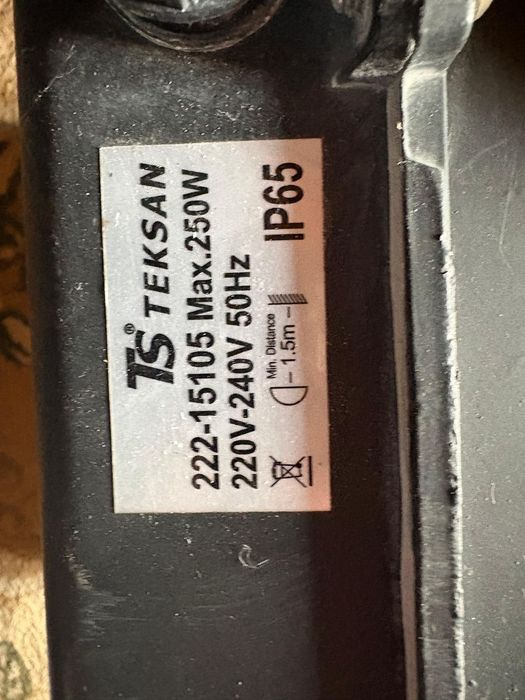 TS® TEKSAN
222-15105 Max.250W
220V-240V 50Hz
Min. Distance
1.5m
IP65